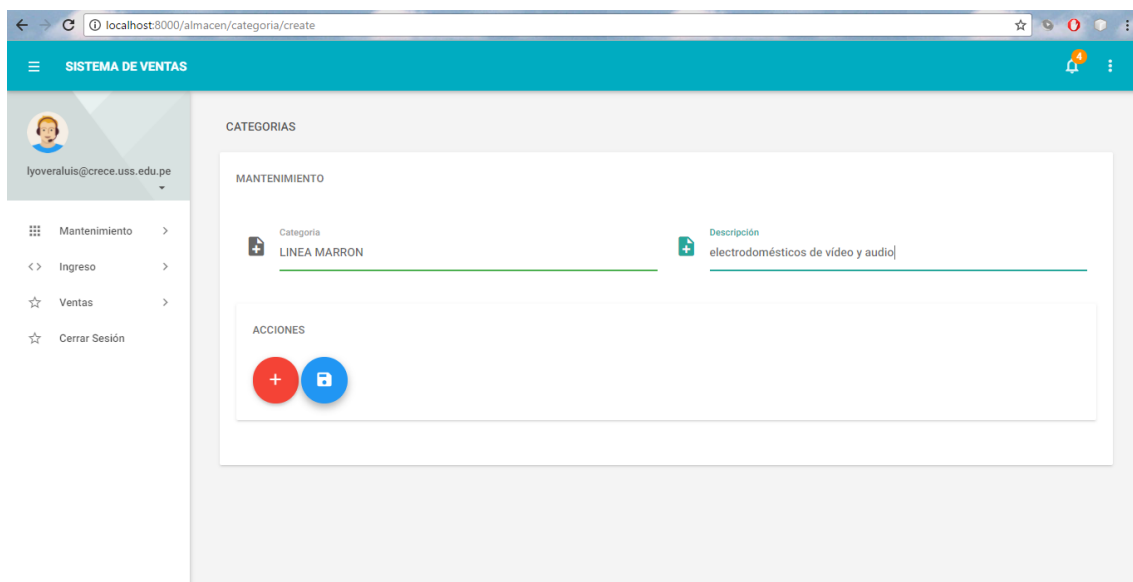 localhost:8000/almacen/categoria/create
SISTEMA DE VENTAS
4
lyoveraluis@crece.uss.edu.pe
Mantenimiento
Ingreso
Ventas
Cerrar Sesión
CATEGORIAS
MANTENIMIENTO
Categoria
LINEA MARRON
Descripción
electrodomésticos de vídeo y audio
ACCIONES